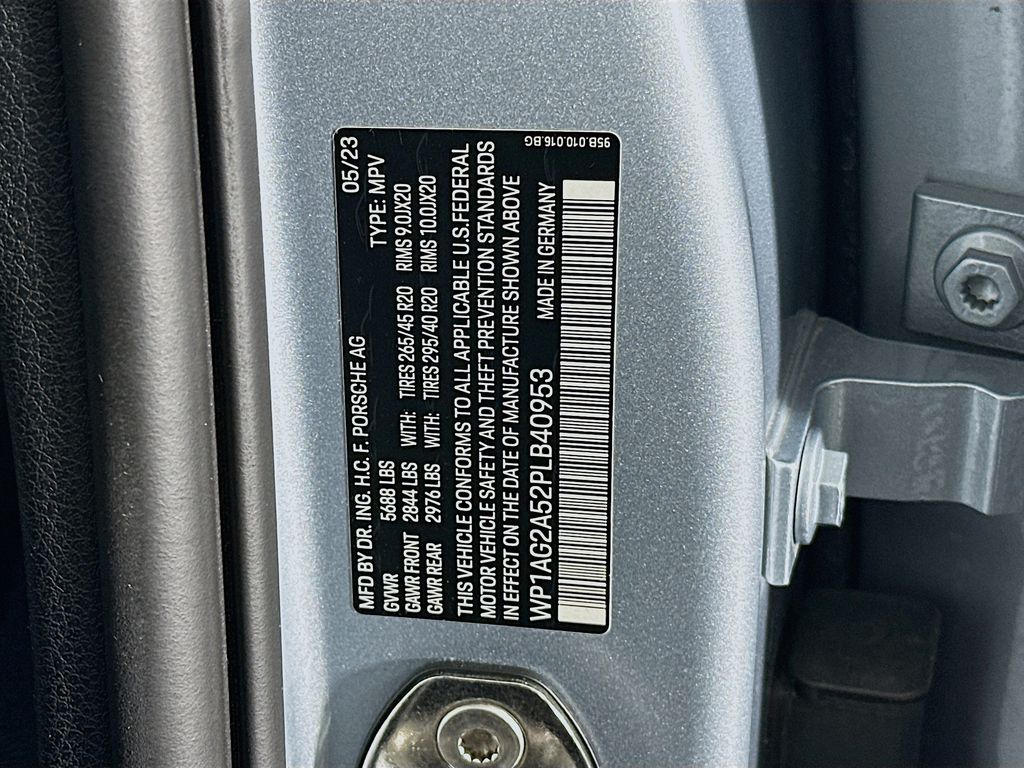 MFD BY DR. ING. H.C. F. PORSCHE AG 05/23
GVWR 5688 LBS TYPE: MPV
GAWR FRONT 2844 LBS WITH: TIRES 265/45 R20 RIMS 9.0JX20
GAWR REAR 2976 LBS WITH: TIRES 295/40 R20 RIMS 10.0JX20
THIS VEHICLE CONFORMS TO ALL APPLICABLE U.S. FEDERAL
MOTOR VEHICLE SAFETY AND THEFT PREVENTION STANDARDS
IN EFFECT ON THE DATE OF MANUFACTURE SHOWN ABOVE
WP1AG2A52PLB40953 MADE IN GERMANY
95B.010.016.BG